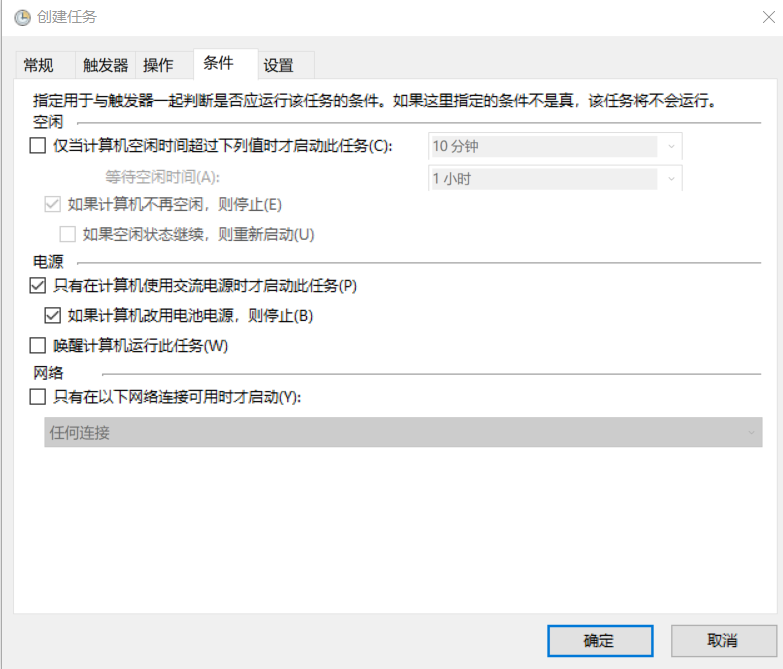 创建任务
常规 触发器 操作 条件 设置
指定用于与触发器一起判断是否应运行该任务的条件。如果这里指定的条件不是真，该任务将不会运行。
空闲
仅当计算机空闲时间超过下列值时才启动此任务(C): 10 分钟
等待空闲时间(A): 1 小时
如果计算机不再空闲，则停止(E)
如果空闲状态继续，则重新启动(U)
电源
只有在计算机使用交流电源时才启动此任务(P)
如果计算机改用电池电源，则停止(B)
唤醒计算机运行此任务(W)
网络
只有在以下网络连接可用时才启动(Y):
任何连接
确定 取消